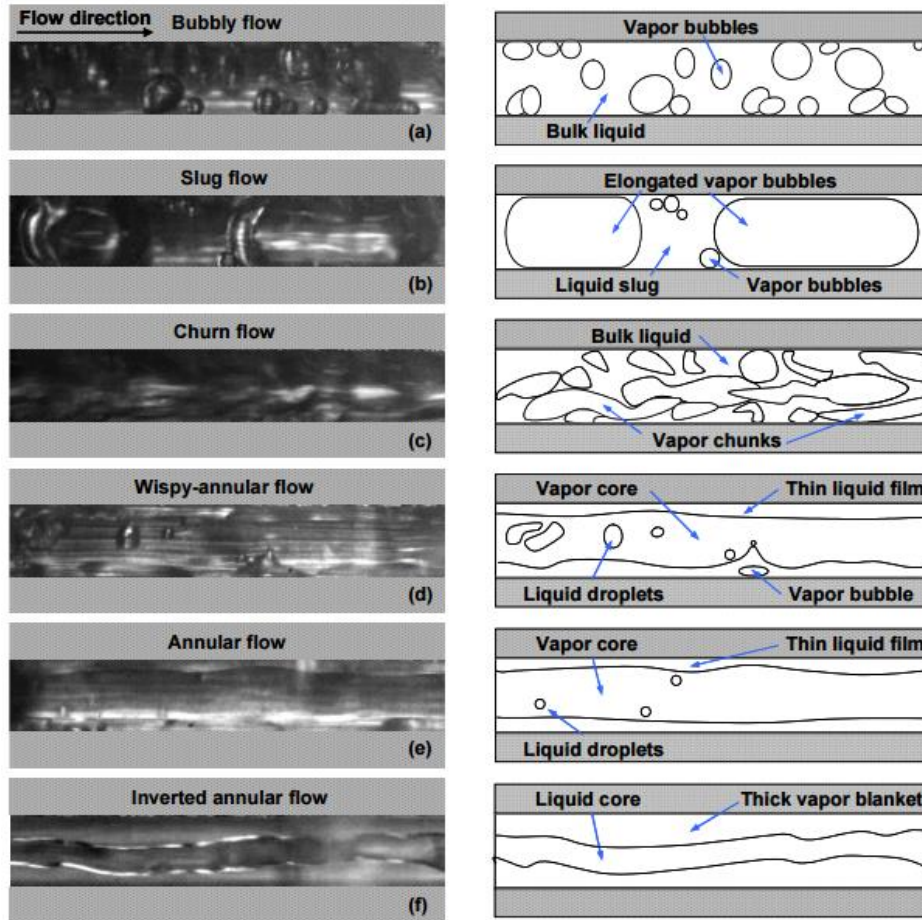 Flow direction
Bubbly flow
Vapor bubbles
Bulk liquid
(a)
Slug flow
Elongated vapor bubbles
Liquid slug
Vapor bubbles
(b)
Churn flow
Bulk liquid
Vapor chunks
(c)
Wispy-annular flow
Vapor core
Thin liquid film
Liquid droplets
Vapor bubble
(d)
Annular flow
Vapor core
Thin liquid film
Liquid droplets
(e)
Inverted annular flow
Liquid core
Thick vapor blanket
(f)